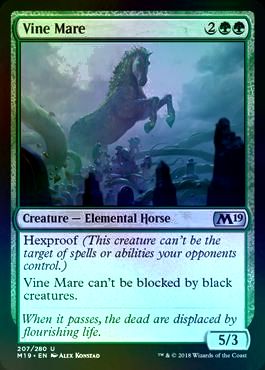 Vine Mare 2
Creature — Elemental Horse M19
Hexproof (This creature can't be the
target of spells or abilities your opponents
control.)
Vine Mare can't be blocked by black
creatures.
When it passes, the dead are displaced by
flourishing life.
5/3
207/280 U
M19 • EN Alex Konstad ™ & © 2018 Wizards of the Coast